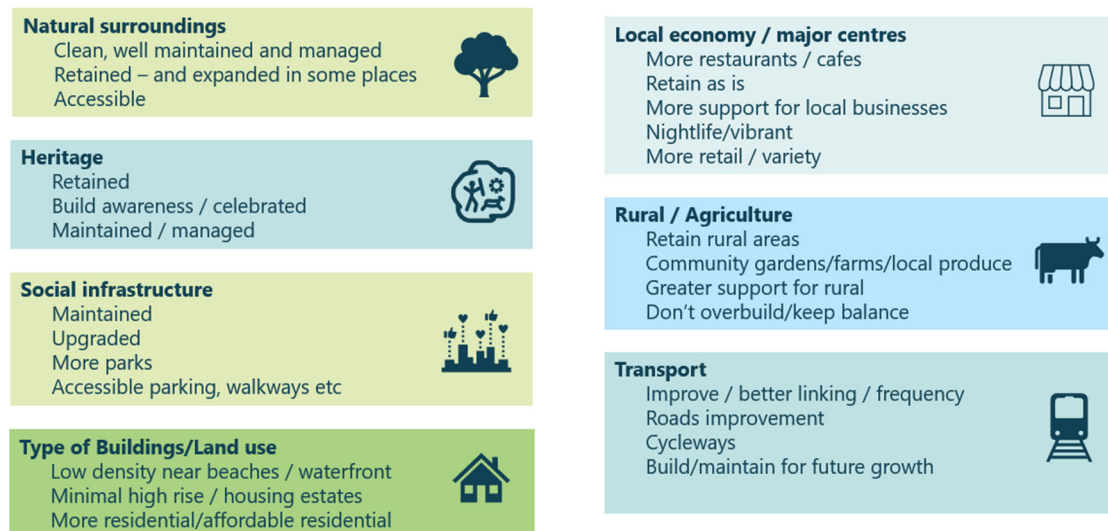 Natural surroundings
Clean, well maintained and managed
Retained – and expanded in some places
Accessible
Heritage
Retained
Build awareness / celebrated
Maintained / managed
Social infrastructure
Maintained
Upgraded
More parks
Accessible parking, walkways etc
Type of Buildings/Land use
Low density near beaches / waterfront
Minimal high rise / housing estates
More residential/affordable residential
Local economy / major centres
More restaurants / cafes
Retain as is
More support for local businesses
Nightlife/vibrant
More retail / variety
Rural / Agriculture
Retain rural areas
Community gardens/farms/local produce
Greater support for rural
Don’t overbuild/keep balance
Transport
Improve / better linking / frequency
Roads improvement
Cycleways
Build/maintain for future growth